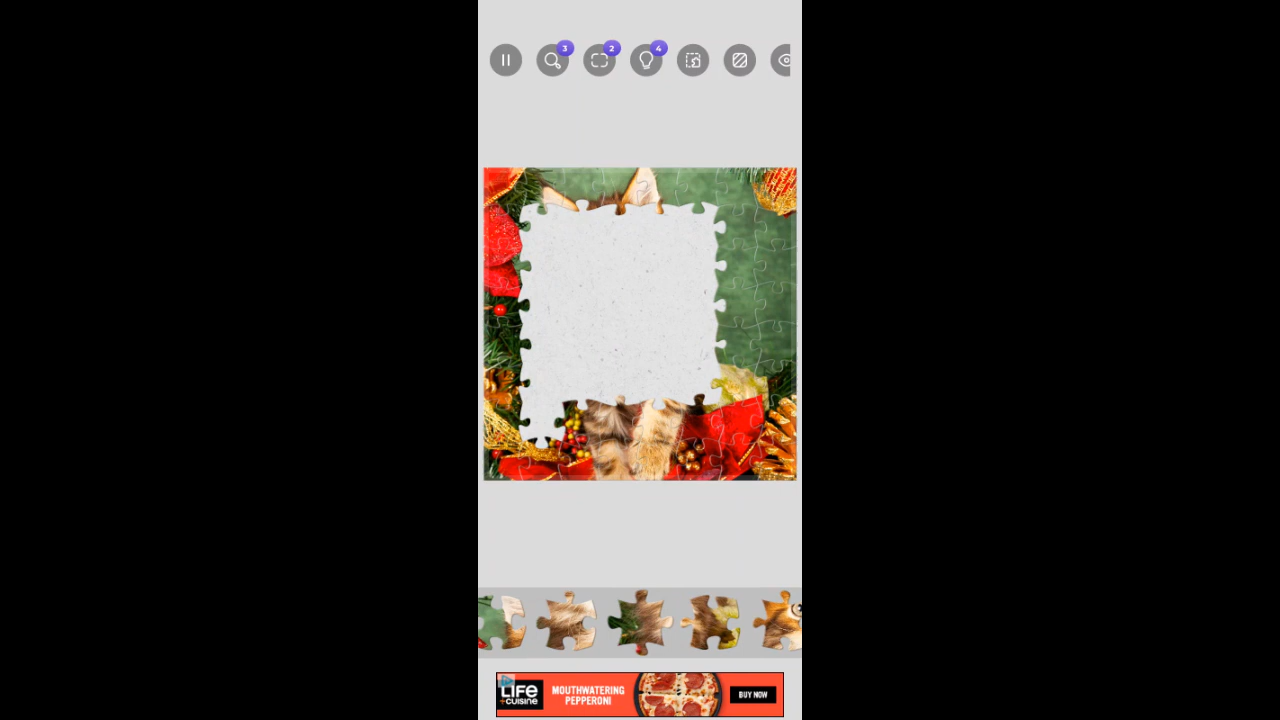 3
2
4
LiFE
+CUISINE
MOUTHWATERING
PEPPERONI
BUY NOW